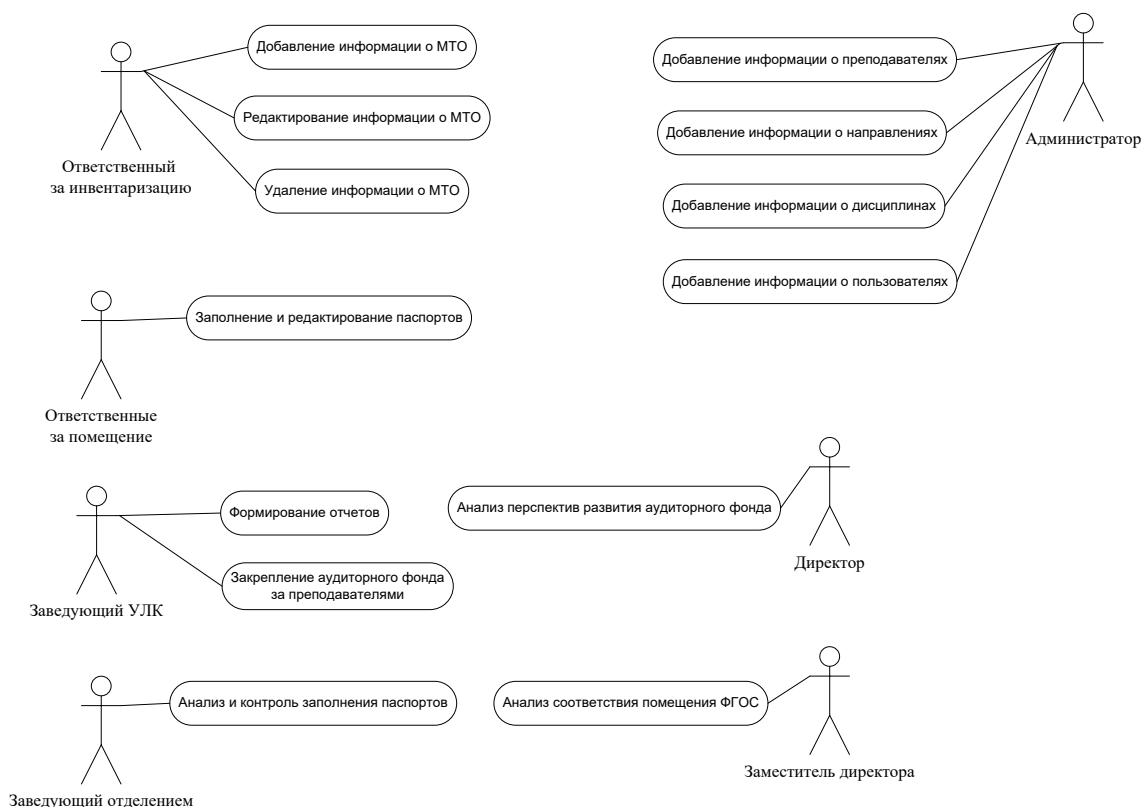 Добавление информации о МТО
Редактирование информации о МТО
Удаление информации о МТО
Ответственный
за инвентаризацию
Добавление информации о преподавателях
Добавление информации о направлениях
Добавление информации о дисциплинах
Добавление информации о пользователях
Администратор
Заполнение и редактирование паспортов
Ответственные
за помещение
Формирование отчетов
Закрепление аудиторного фонда
за преподавателями
Заведующий УЛК
Анализ перспектив развития аудиторного фонда
Директор
Анализ и контроль заполнения паспортов
Заведующий отделением
Анализ соответствия помещения ФГОС
Заместитель директора